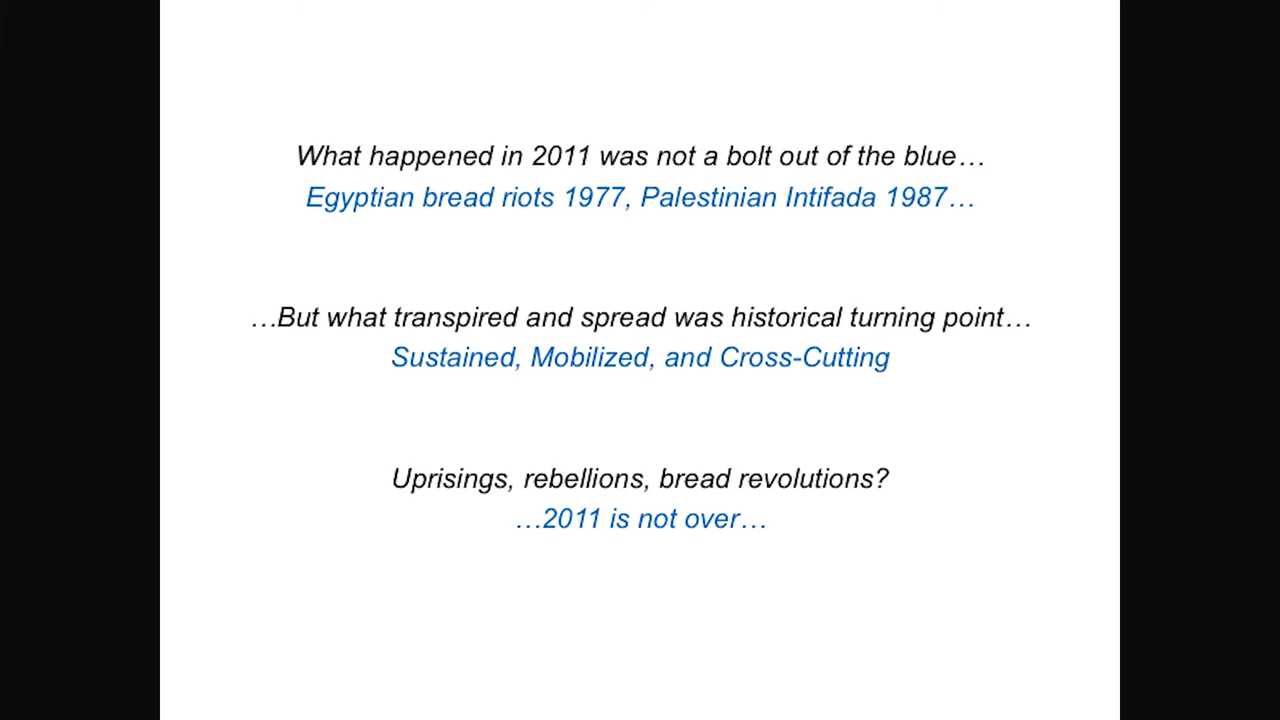 What happened in 2011 was not a bolt out of the blue…
Egyptian bread riots 1977, Palestinian Intifada 1987…
…But what transpired and spread was historical turning point…
Sustained, Mobilized, and Cross-Cutting
Uprisings, rebellions, bread revolutions?
…2011 is not over…